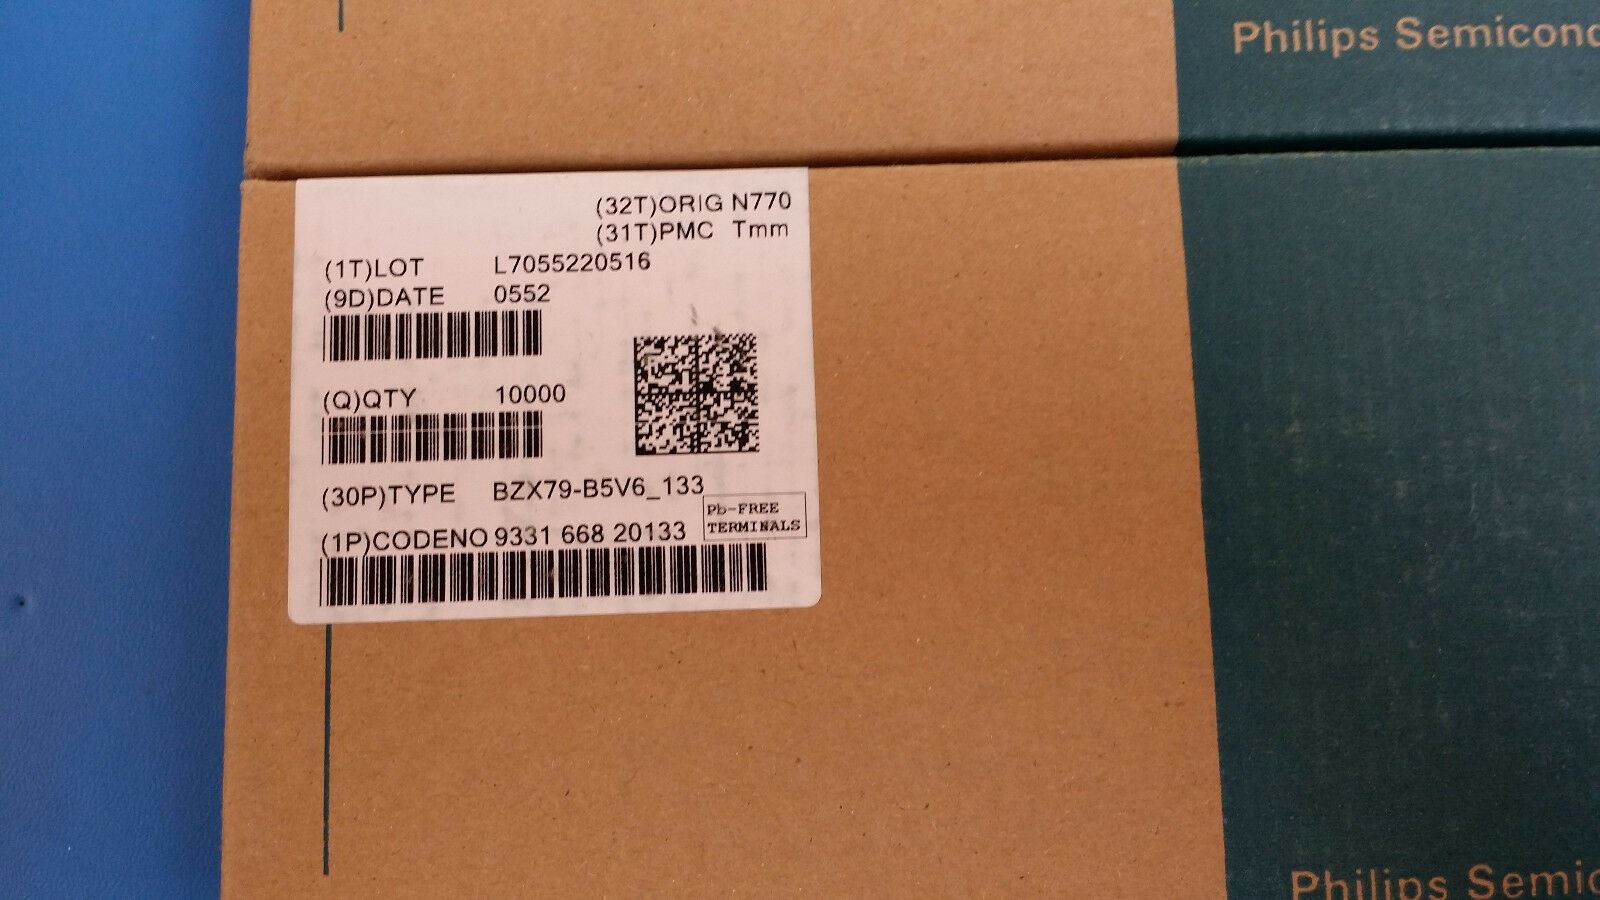 Philips Semicond
(32T)ORIG N770
(31T)PMC Tmm
(1T)LOT L7055220516
(9D)DATE 0552
(Q)QTY 10000
(30P)TYPE BZX79-B5V6_133
Pb-FREE
TERMINALS
(1P)CODENO 9331 668 20133
Philips Semic